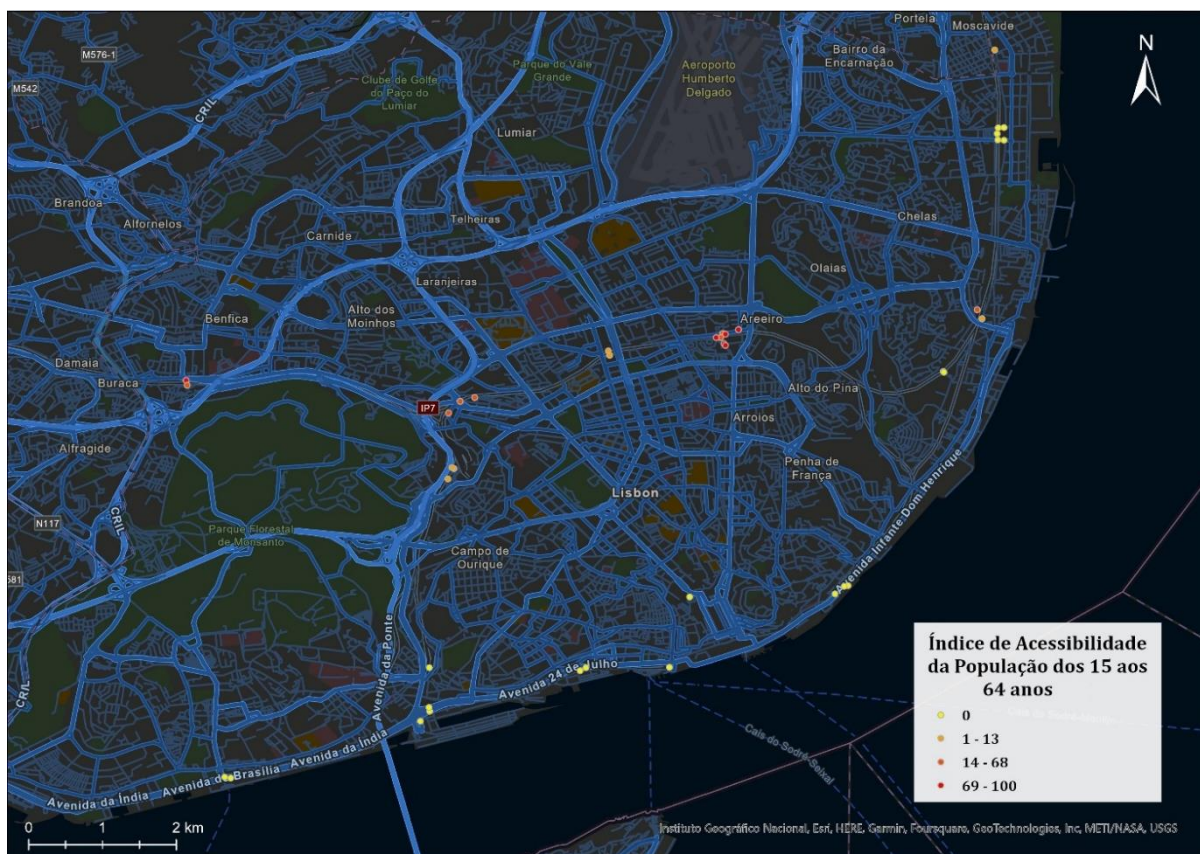 Portela
Moscavide
M576-1
Bairro da
Encarnação
Parque do Vale
Grande
Aeroporto
Humberto
Delgado
N
M542
CRIL
Clube de Golfe
do Paço do
Lumiar
Lumiar
Brandoa
Alfornelos
Telheiras
Chelas
Carnide
Laranjeiras
Olaias
Benfica
Alto dos
Moinhos
Areeiro
Damaia
Buraca
Alto do Pina
IP7
Arroios
Alfragide
Penha de
França
Lisbon
N117
CRIL
Parque Florestal
de Monsanto
Campo de
Ourique
Avenida Infante Dom Henrique
581
Avenida da Ponte
Avenida 24 de Julho
CRIL
Avenida da Índia
Avenida de Brasília
Avenida da Índia
Cais do Sodré-Seixal
Índice de Acessibilidade
da População dos 15 aos
64 anos
0
1 - 13
14 - 68
69 - 100
0 1 2 km
Instituto Geográfico Nacional, Esri, HERE, Garmin, Foursquare, GeoTechnologies, Inc, METI/NASA, USGS